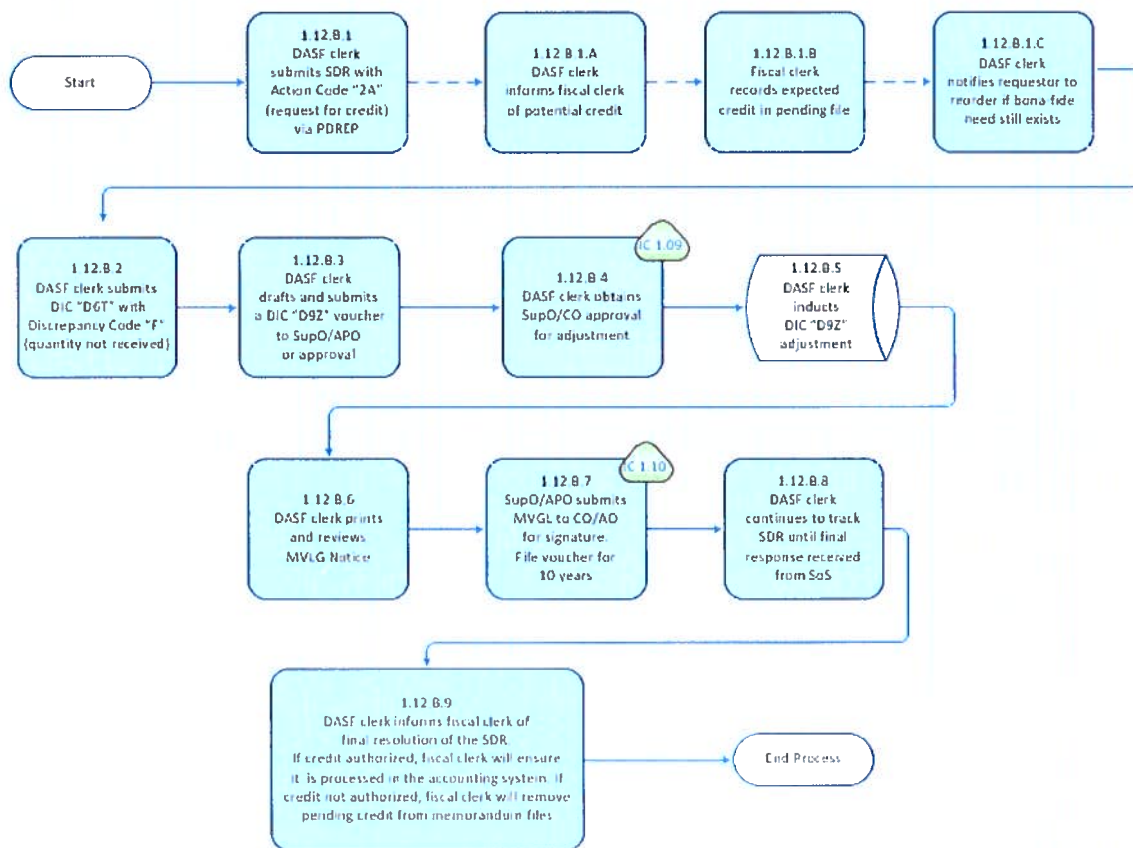 Start
1.12.B.1
DASF clerk
submits SDR with
Action Code "2A"
(request for credit)
via PDREP
1.12 B 1.A
DASF clerk
informs fiscal clerk
of potential credit
1.12 B.1.B
Fiscal clerk
records expected
credit in pending file
1.12.B.1.C
DASF clerk
notifies requestor to
reorder if bona-fide
need still exists
1.12.B.2
DASF clerk submits
DIC "D6T" with
Discrepancy Code "F"
(quantity not received)
1.12.B.3
DASF clerk
drafts and submits
a DIC "D9Z" voucher
to SupO/APO
or approval
IC 1.09
1.12.B 4
DASF clerk obtains
SupO/CO approval
for adjustment
1.12.B.5
DASF clerk
inducts
DIC "D9Z"
adjustment
1 12 B.6
DASF clerk prints
and reviews
MVLG Notice
IC 1.10
1.12.B.7
SupO/APO submits
MVGL to CO/AO
for signature.
File voucher for
10 years
1.12.B.8
DASF clerk
continues to track
SDR until final
response received
from SoS
1.12 B.9
DASF clerk informs fiscal clerk of
final resolution of the SDR.
If credit authorized, fiscal clerk will ensure
it is processed in the accounting system. If
credit not authorized, fiscal clerk will remove
pending credit from memorandum files
End Process